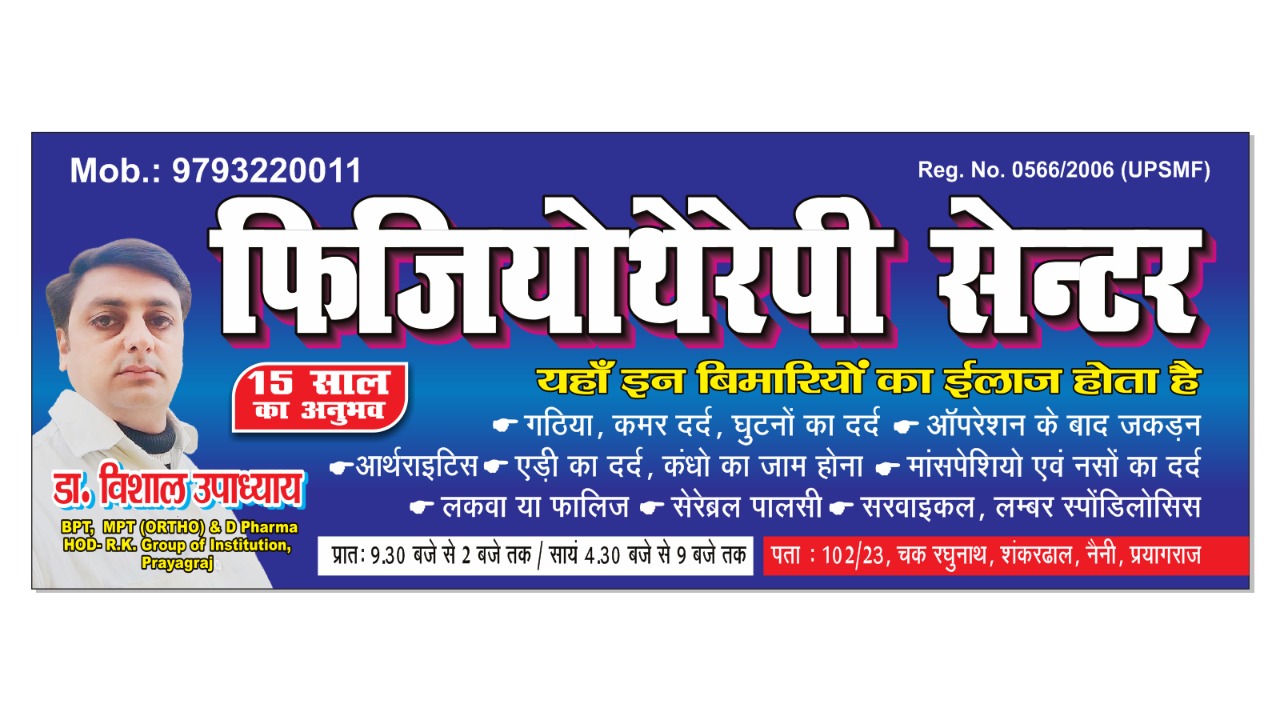 Mob.: 9793220011
Reg. No. 0566/2006 (UPSMF)
फिजियोथेरेपी सेन्टर
15 साल
का अनुभव
यहाँ इन बिमारियों का ईलाज होता है
☛ गठिया, कमर दर्द, घुटनों का दर्द ☛ ऑपरेशन के बाद जकड़न
☛आर्थराइटिस☛ एड़ी का दर्द, कंधो का जाम होना ☛ मांसपेशियो एवं नसों का दर्द
☛ लकवा या फालिज ☛ सेरेब्रल पालसी ☛ सरवाइकल, लम्बर स्पोंडिलोसिस
डा. विशाल उपाध्याय
BPT, MPT (ORTHO) & D Pharma
HOD- R.K. Group of Institution,
Prayagraj
प्रात: 9.30 बजे से 2 बजे तक / सायं 4.30 बजे से 9 बजे तक
पता : 102/23, चक रघुनाथ, शंकरढाल, नैनी, प्रयागराज